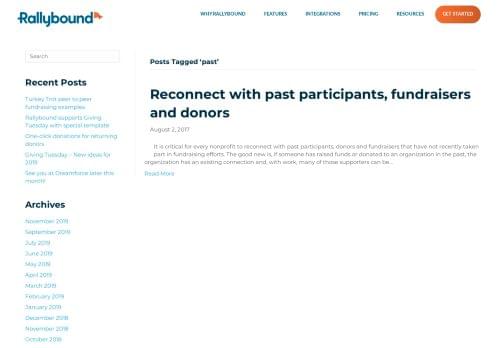 Rallybound
WHY RALLYBOUND
FEATURES
INTEGRATIONS
PRICING
RESOURCES
GET STARTED
Search
Recent Posts
Turkey Trot peer to peer
fundraising examples
Rallybound supports Giving
Tuesday with special template
One-click donations for returning
donors
Giving Tuesday – New ideas for
2019
See you at Dreamforce later this
month!
Archives
November 2019
September 2019
July 2019
June 2019
May 2019
April 2019
March 2019
February 2019
January 2019
December 2018
November 2018
October 2018
Posts Tagged ‘past’
Reconnect with past participants, fundraisers
and donors
August 2, 2017
It is critical for every nonprofit to reconnect with past participants, donors and fundraisers that have not recently taken
part in fundraising efforts. The good new is, if someone has raised funds or donated to an organization in the past, the
organization has an existing connection and, with work, many of those supporters can be...
Read More